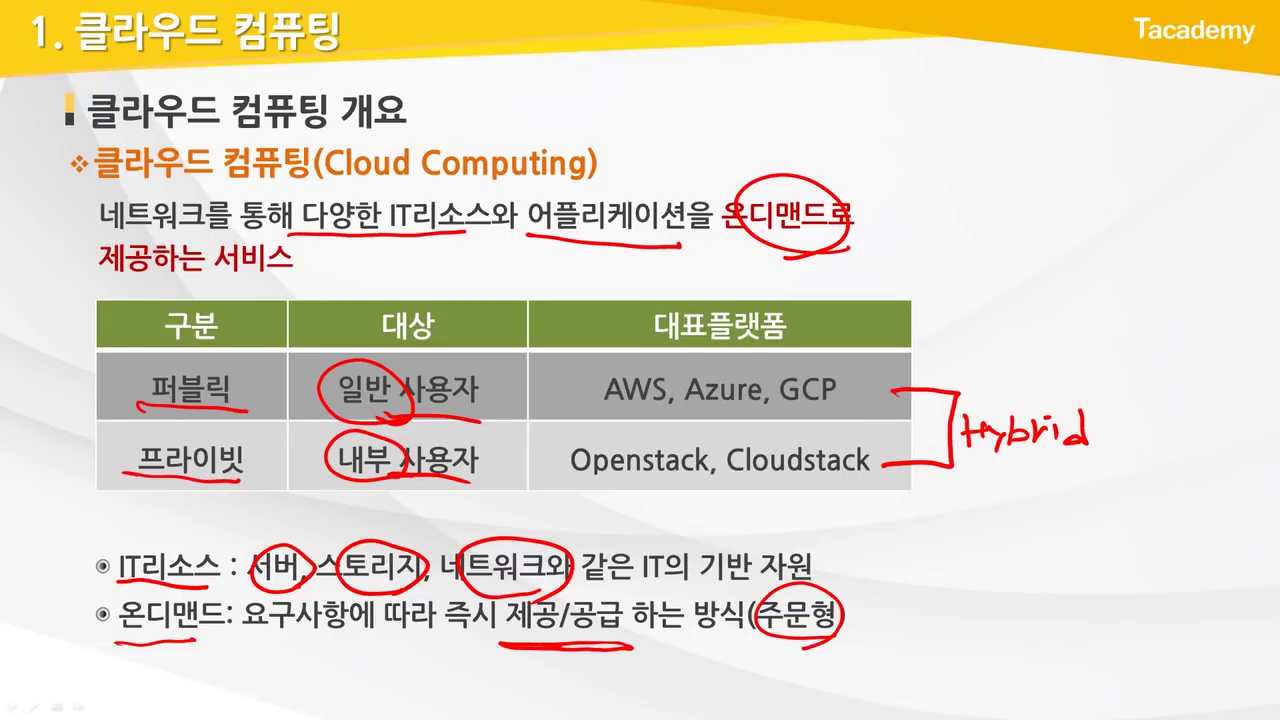 1. 클라우드 컴퓨팅
Tacademy
클라우드 컴퓨팅 개요
클라우드 컴퓨팅(Cloud Computing)
네트워크를 통해 다양한 IT리소스와 어플리케이션을 온디맨드로
제공하는 서비스
구분 대상 대표플랫폼
퍼블릭 일반 사용자 AWS, Azure, GCP
프라이빗 내부 사용자 Openstack, Cloudstack
Hybrid
IT리소스 : 서버, 스토리지, 네트워크와 같은 IT의 기반 자원
온디맨드: 요구사항에 따라 즉시 제공/공급 하는 방식(주문형)